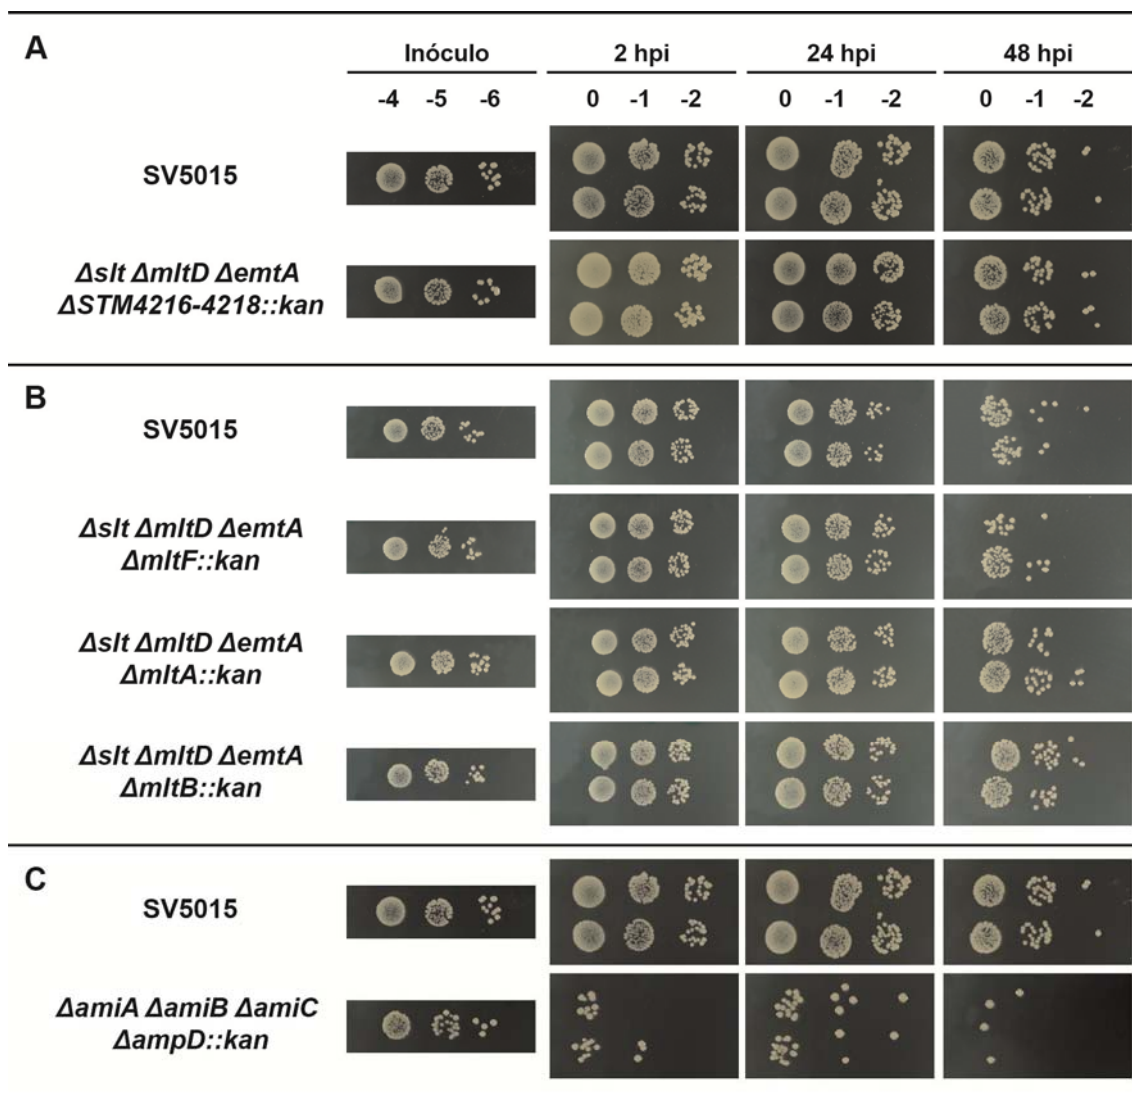 A
Inóculo 2 hpi 24 hpi 48 hpi
-4 -5 -6 0 -1 -2 0 -1 -2 0 -1 -2
SV5015
Δslt ΔmltD ΔemtA
ΔSTM4216-4218::kan
B
SV5015
Δslt ΔmltD ΔemtA
ΔmltF::kan
Δslt ΔmltD ΔemtA
ΔmltA::kan
Δslt ΔmltD ΔemtA
ΔmltB::kan
C
SV5015
ΔamiA ΔamiB ΔamiC
ΔampD::kan